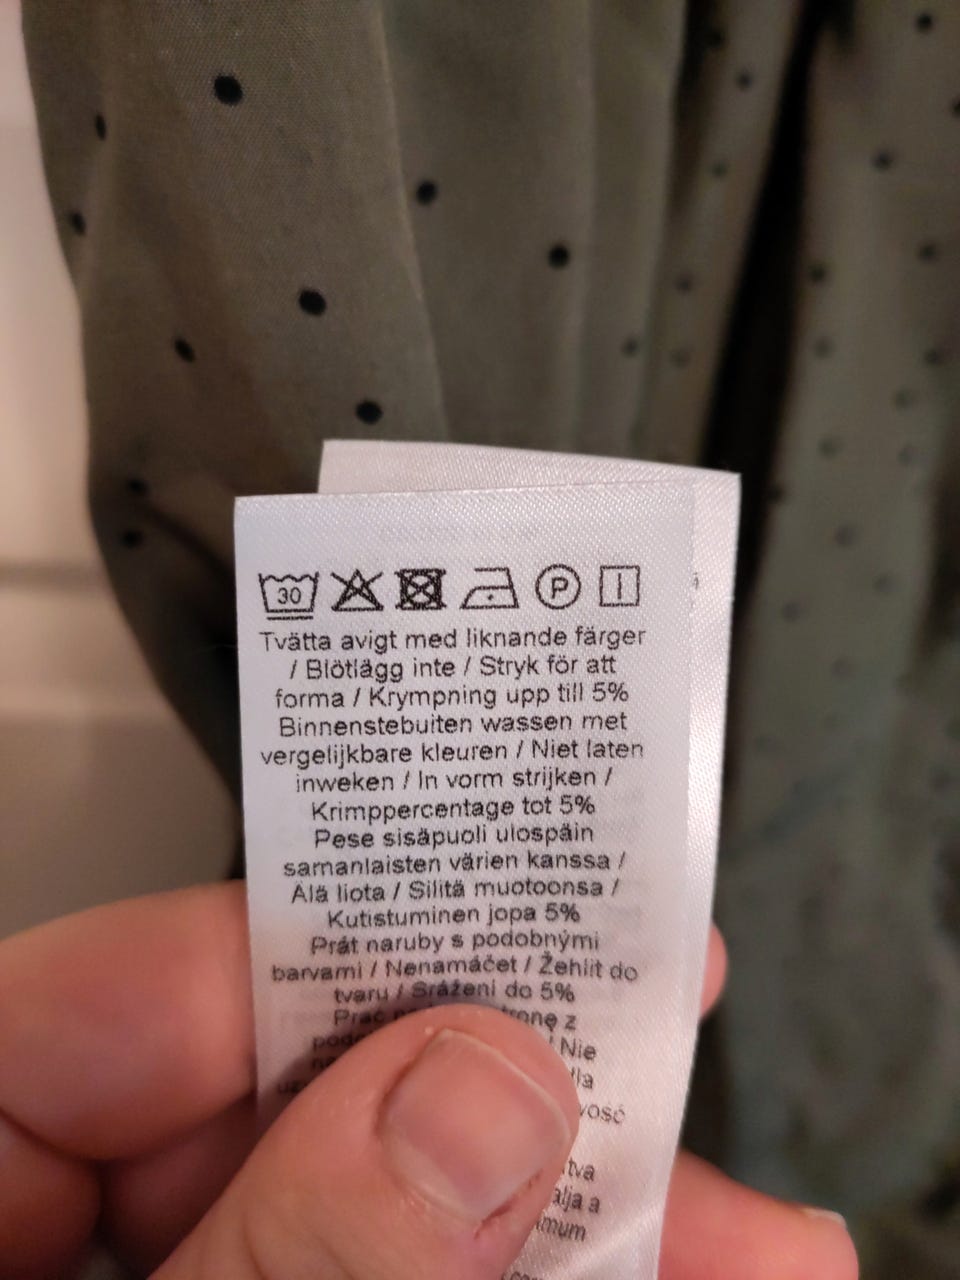 30 P
Tvätta avigt med liknande färger
/ Blötlägg inte / Stryk för att
forma / Krympning upp till 5%
Binnenstebuiten wassen met
vergelijkbare kleuren / Niet laten
inweken / In vorm strijken /
Krimppercentage tot 5%
Pese sisäpuoli ulospäin
samanlaisten värien kanssa /
Älä liota / Silitä muotoonsa /
Kutistuminen jopa 5%
Prát naruby s podobnými
barvami / Nenamáčet / Žehlit do
tvaru / Srážení do 5%
z
/ Nie